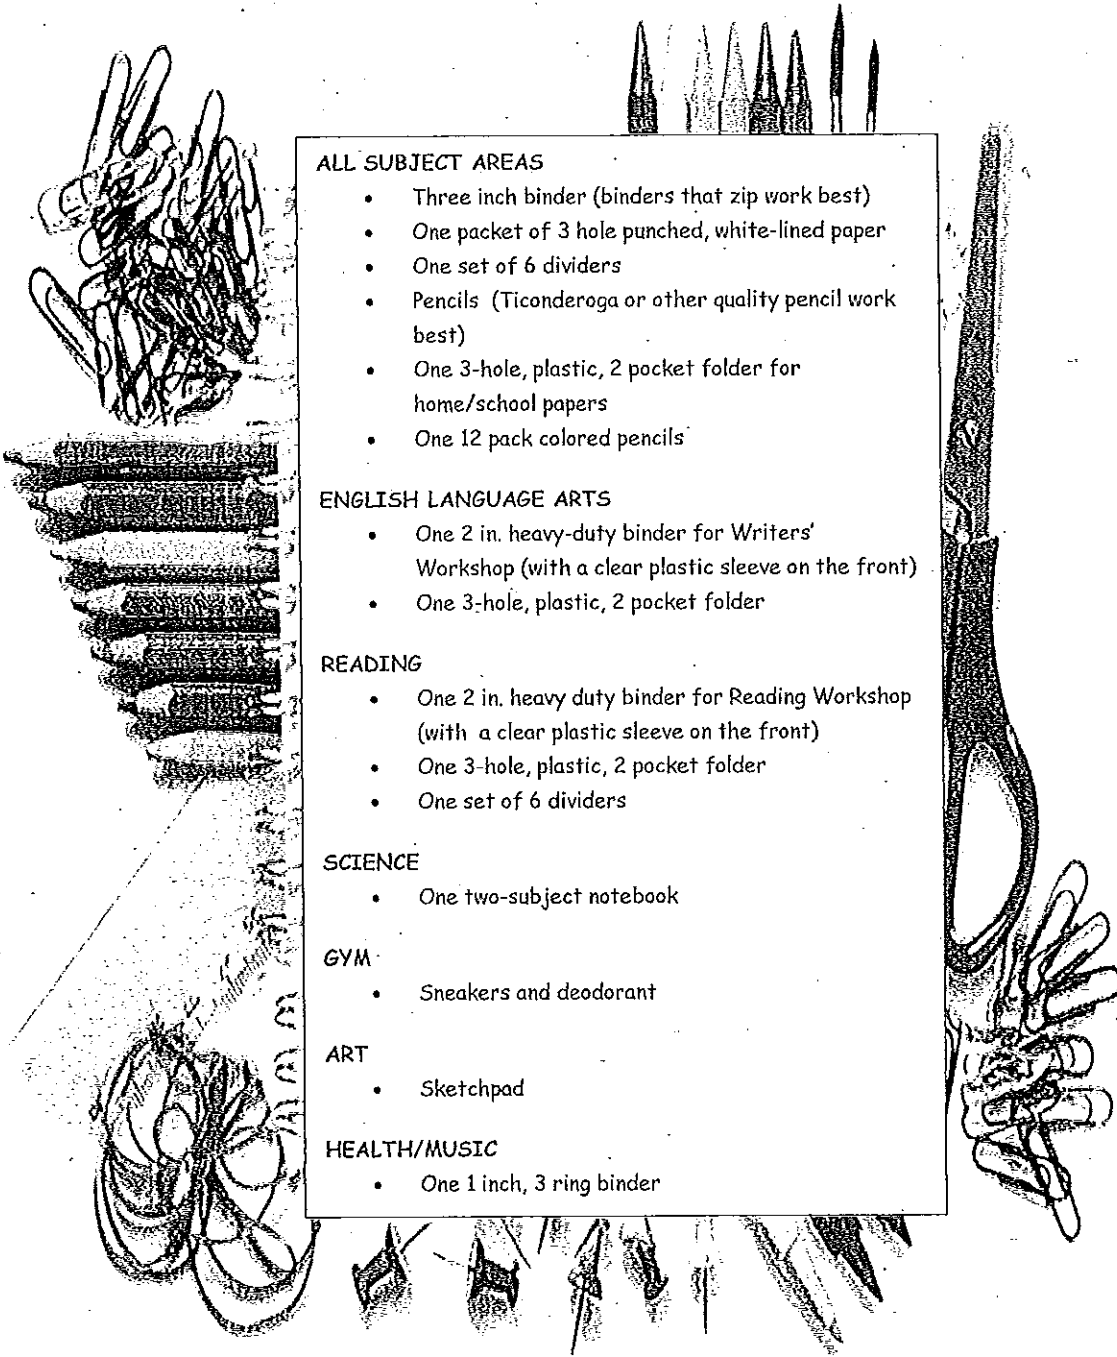 ALL SUBJECT AREAS
• Three inch binder (binders that zip work best)
• One packet of 3 hole punched, white-lined paper
• One set of 6 dividers
• Pencils (Ticonderoga or other quality pencil work
best)
• One 3-hole, plastic, 2 pocket folder for
home/school papers
• One 12 pack colored pencils
ENGLISH LANGUAGE ARTS
• One 2 in. heavy-duty binder for Writers'
Workshop (with a clear plastic sleeve on the front)
• One 3-hole, plastic, 2 pocket folder
READING
• One 2 in. heavy duty binder for Reading Workshop
(with a clear plastic sleeve on the front)
• One 3-hole, plastic, 2 pocket folder
• One set of 6 dividers
SCIENCE
• One two-subject notebook
GYM
• Sneakers and deodorant
ART
• Sketchpad
HEALTH/MUSIC
• One 1 inch, 3 ring binder